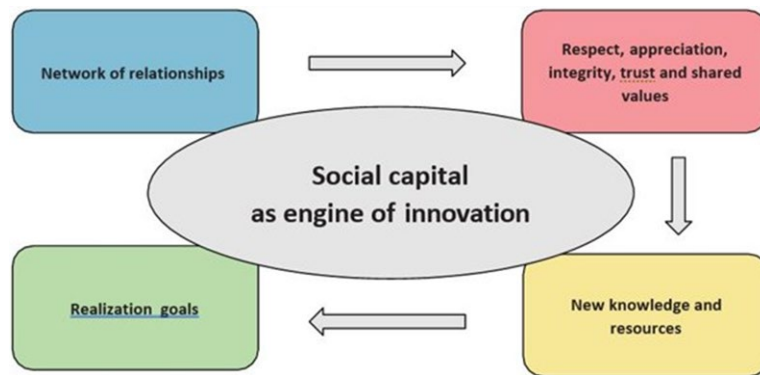 Network of relationships
Respect, appreciation,
integrity, trust and shared
values
Social capital
as engine of innovation
Realization goals
New knowledge and
resources